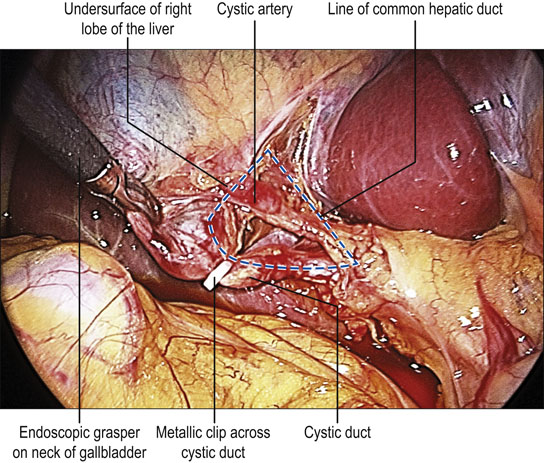 Undersurface of right
lobe of the liver
Cystic artery
Line of common hepatic duct
Endoscopic grasper
on neck of gallbladder
Metallic clip across
cystic duct
Cystic duct